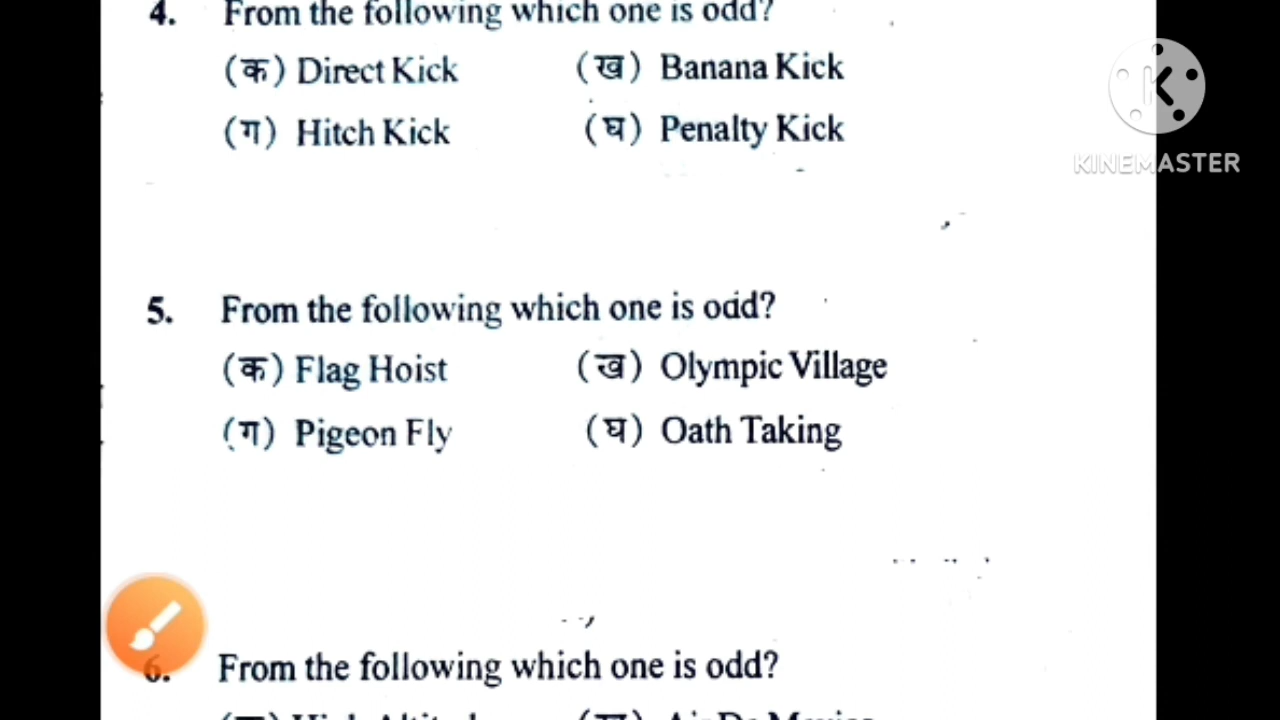 4. From the following which one is odd?
(क) Direct Kick (ख) Banana Kick
(ग) Hitch Kick (घ) Penalty Kick
K
KINEMASTER
5. From the following which one is odd?
(क) Flag Hoist (ख) Olympic Village
(ग) Pigeon Fly (घ) Oath Taking
6. From the following which one is odd?